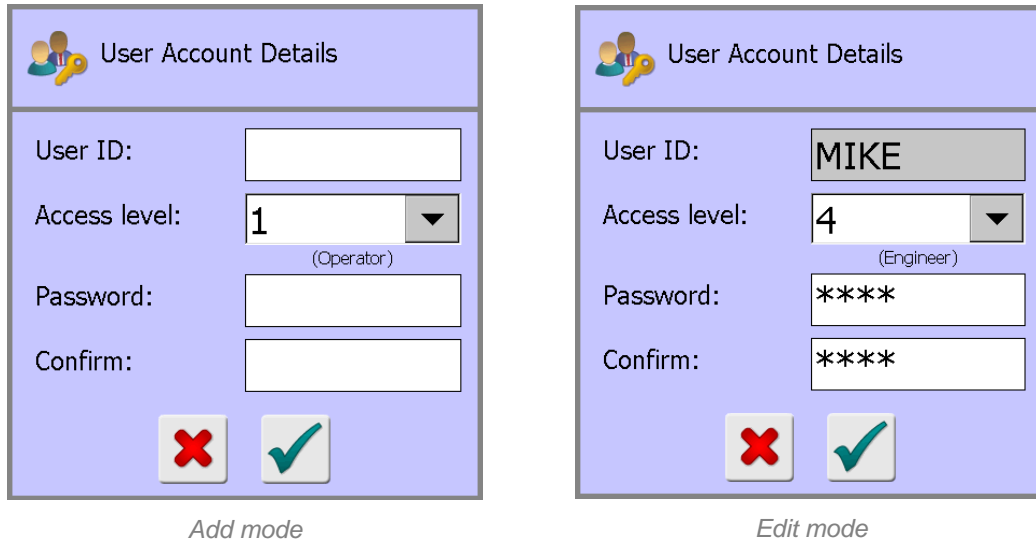 User Account Details
User ID:
Access level:
1
(Operator)
Password:
Confirm:
Add mode
User Account Details
User ID:
MIKE
Access level:
4
(Engineer)
Password:
****
Confirm:
****
Edit mode